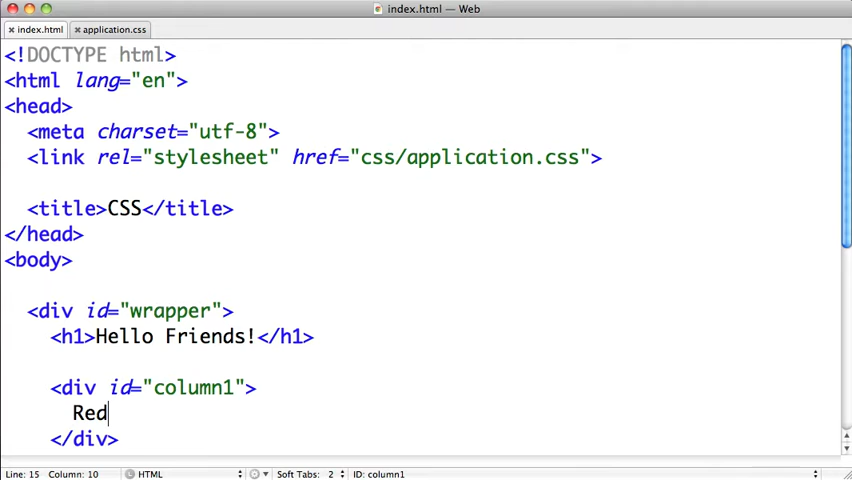 index.html — Web
index.html application.css
<!DOCTYPE html>
<html lang="en">
<head>
<meta charset="utf-8">
<link rel="stylesheet" href="css/application.css">
<title>CSS</title>
</head>
<body>
<div id="wrapper">
<h1>Hello Friends!</h1>
<div id="column1">
Red
</div>
Line: 15 Column: 10 L HTML Soft Tabs: 2 ID: column1